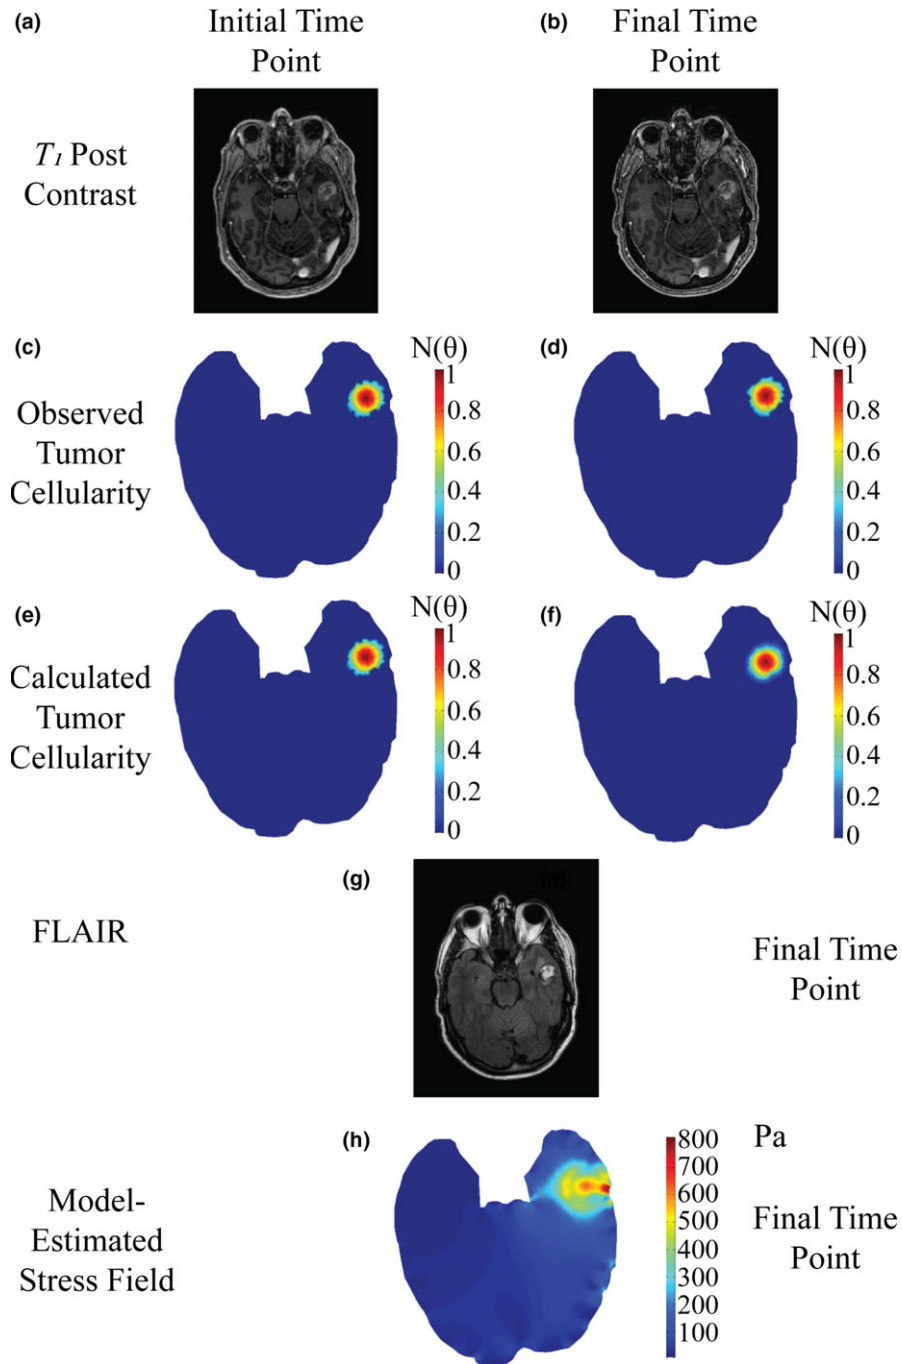 (a)
Initial Time
Point
(b)
Final Time
Point
T1 Post
Contrast
(c)
N(θ)
(d)
N(θ)
Observed
Tumor
Cellularity
1
0.8
0.6
0.4
0.2
0
1
0.8
0.6
0.4
0.2
0
(e)
N(θ)
(f)
N(θ)
Calculated
Tumor
Cellularity
1
0.8
0.6
0.4
0.2
0
1
0.8
0.6
0.4
0.2
0
(g)
(a)
FLAIR
Final Time
Point
(h)
Model-
Estimated
Stress Field
800
700
600
500
400
300
200
100
Pa
Final Time
Point